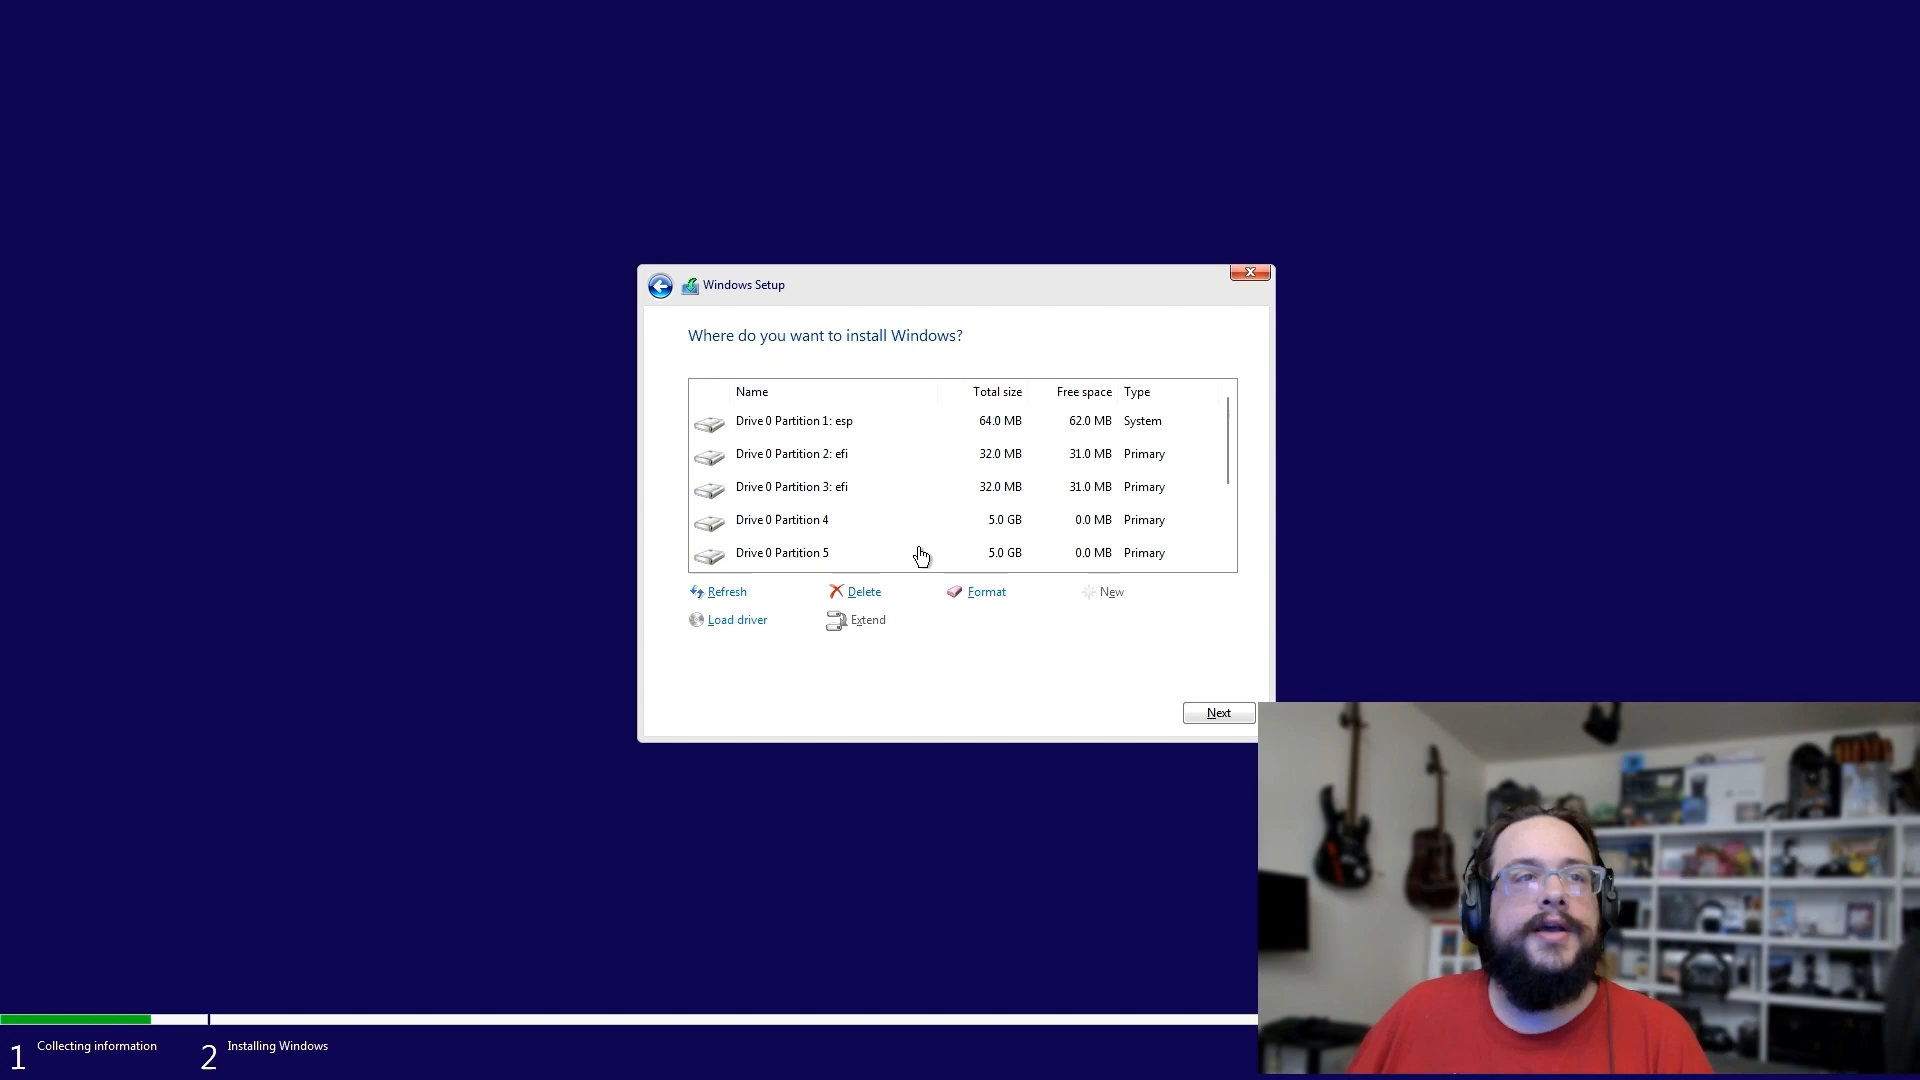 Windows Setup
Where do you want to install Windows?
Name Total size Free space Type
Drive 0 Partition 1: esp 64.0 MB 62.0 MB System
Drive 0 Partition 2: efi 32.0 MB 31.0 MB Primary
Drive 0 Partition 3: efi 32.0 MB 31.0 MB Primary
Drive 0 Partition 4 5.0 GB 0.0 MB Primary
Drive 0 Partition 5 5.0 GB 0.0 MB Primary
Refresh Delete Format New
Load driver Extend
Next
1 Collecting information 2 Installing Windows